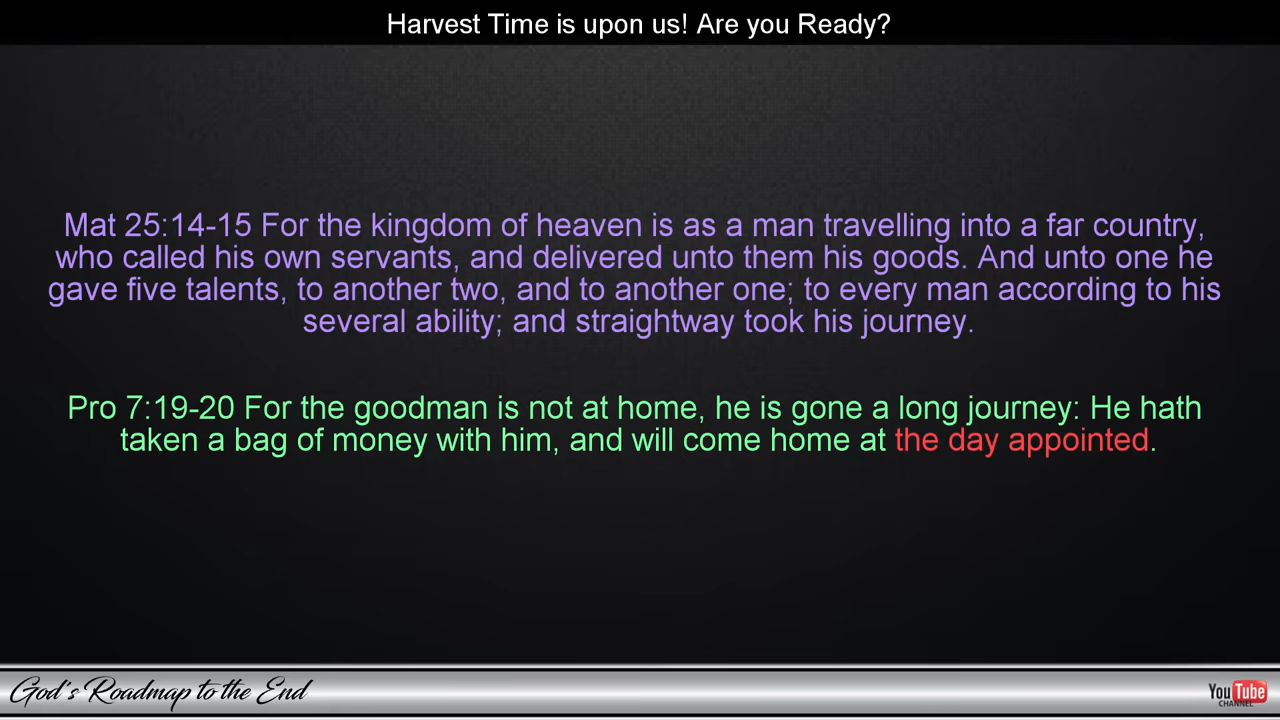 Harvest Time is upon us! Are you Ready?
Mat 25:14-15 For the kingdom of heaven is as a man travelling into a far country,
who called his own servants, and delivered unto them his goods. And unto one he
gave five talents, to another two, and to another one; to every man according to his
several ability; and straightway took his journey.
Pro 7:19-20 For the goodman is not at home, he is gone a long journey: He hath
taken a bag of money with him, and will come home at the day appointed.
God's Roadmap to the End
YouTube
CHANNEL